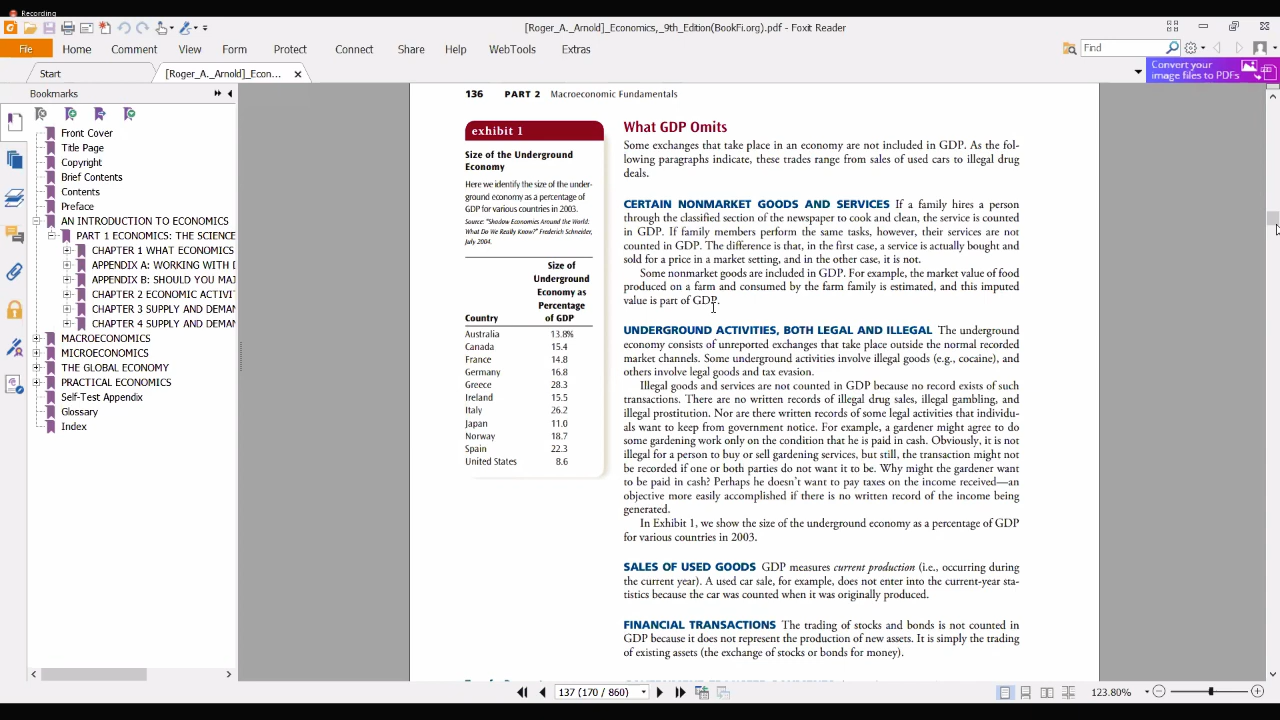 Recording
[Roger_A._Arnold]_Economics,_9th_Edition(BookFi.org).pdf - Foxit Reader
File Home Comment View Form Protect Connect Share Help WebTools Extras
Find
Start
[Roger_A._Arnold]_Econ...
Convert your
image files to PDFs
Bookmarks
Front Cover
Title Page
Copyright
Brief Contents
Contents
Preface
AN INTRODUCTION TO ECONOMICS
PART 1 ECONOMICS: THE SCIENCE
CHAPTER 1 WHAT ECONOMICS
APPENDIX A: WORKING WITH D
APPENDIX B: SHOULD YOU MAJ
CHAPTER 2 ECONOMIC ACTIVI
CHAPTER 3 SUPPLY AND DEMAN
CHAPTER 4 SUPPLY AND DEMAN
MACROECONOMICS
MICROECONOMICS
THE GLOBAL ECONOMY
PRACTICAL ECONOMICS
Self-Test Appendix
Glossary
Index
136 PART 2 Macroeconomic Fundamentals
exhibit 1
Size of the Underground
Economy
Here we identify the size of the under-
ground economy as a percentage of
GDP for various countries in 2003.
Source: "Shadow Economies Around the World:
What Do We Really Know?" Frederick Schneider,
July 2004.
Size of
Underground
Economy as
Percentage
Country of GDP
Australia 13.8%
Canada 15.4
France 14.8
Germany 16.8
Greece 28.3
Ireland 15.5
Italy 26.2
Japan 11.0
Norway 18.7
Spain 22.3
United States 8.6
What GDP Omits
Some exchanges that take place in an economy are not included in GDP. As the fol-
lowing paragraphs indicate, these trades range from sales of used cars to illegal drug
deals.
CERTAIN NONMARKET GOODS AND SERVICES If a family hires a person
through the classified section of the newspaper to cook and clean, the service is counted
in GDP. If family members perform the same tasks, however, their services are not
counted in GDP. The difference is that, in the first case, a service is actually bought and
sold for a price in a market setting, and in the other case, it is not.
Some nonmarket goods are included in GDP. For example, the market value of food
produced on a farm and consumed by the farm family is estimated, and this imputed
value is part of GDP.
UNDERGROUND ACTIVITIES, BOTH LEGAL AND ILLEGAL The underground
economy consists of unreported exchanges that take place outside the normal recorded
market channels. Some underground activities involve illegal goods (e.g., cocaine), and
others involve legal goods and tax evasion.
Illegal goods and services are not counted in GDP because no record exists of such
transactions. There are no written records of illegal drug sales, illegal gambling, and
illegal prostitution. Nor are there written records of some legal activities that individu-
als want to keep from government notice. For example, a gardener might agree to do
some gardening work only on the condition that he is paid in cash. Obviously, it is not
illegal for a person to buy or sell gardening services, but still, the transaction might not
be recorded if one or both parties do not want it to be. Why might the gardener want
to be paid in cash? Perhaps he doesn't want to pay taxes on the income received—an
objective more easily accomplished if there is no written record of the income being
generated.
In Exhibit 1, we show the size of the underground economy as a percentage of GDP
for various countries in 2003.
SALES OF USED GOODS GDP measures current production (i.e., occurring during
the current year). A used car sale, for example, does not enter into the current-year sta-
tistics because the car was counted when it was originally produced.
FINANCIAL TRANSACTIONS The trading of stocks and bonds is not counted in
GDP because it does not represent the production of new assets. It is simply the trading
of existing assets (the exchange of stocks or bonds for money).
137 (170 / 860)
123.80%